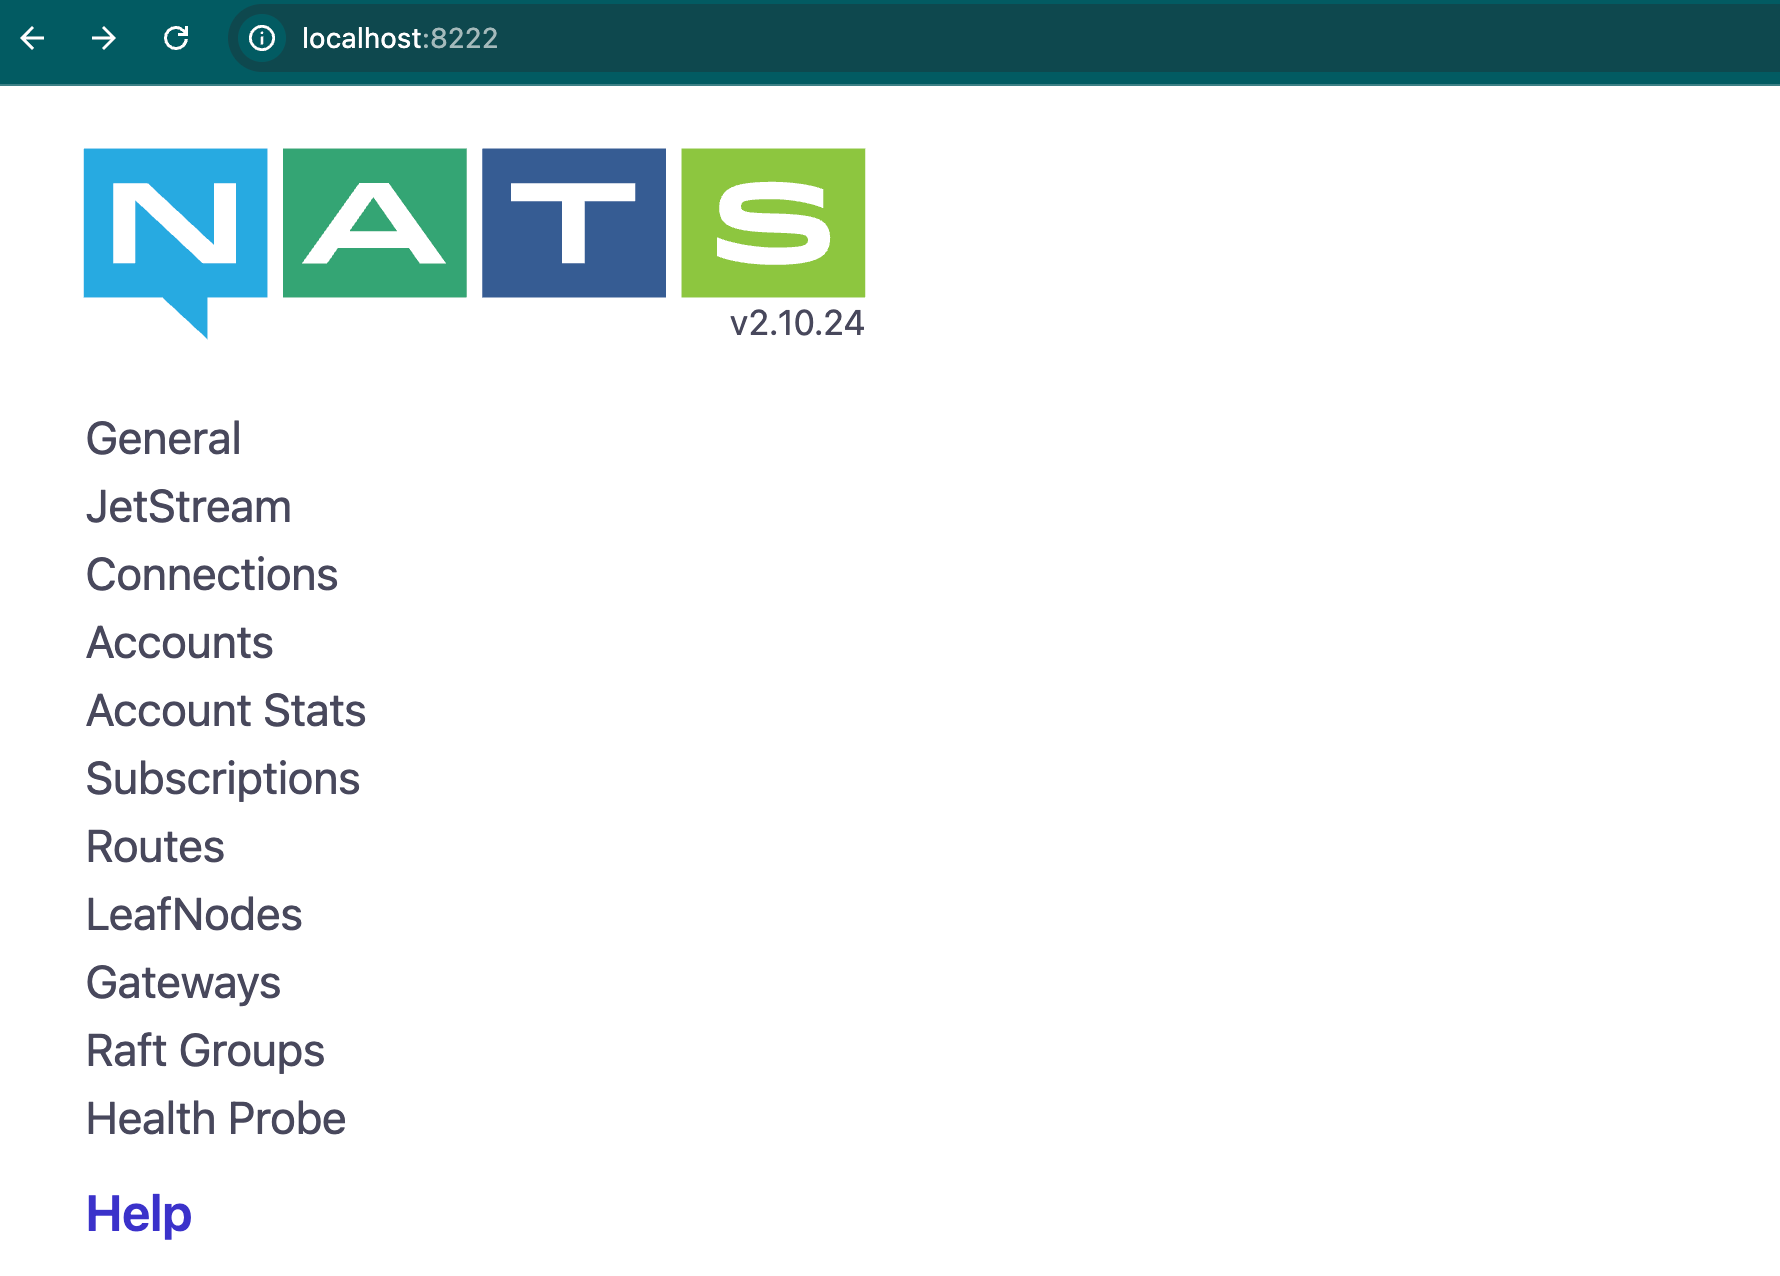 localhost:8222
NATS
v2.10.24
General
JetStream
Connections
Accounts
Account Stats
Subscriptions
Routes
LeafNodes
Gateways
Raft Groups
Health Probe
Help